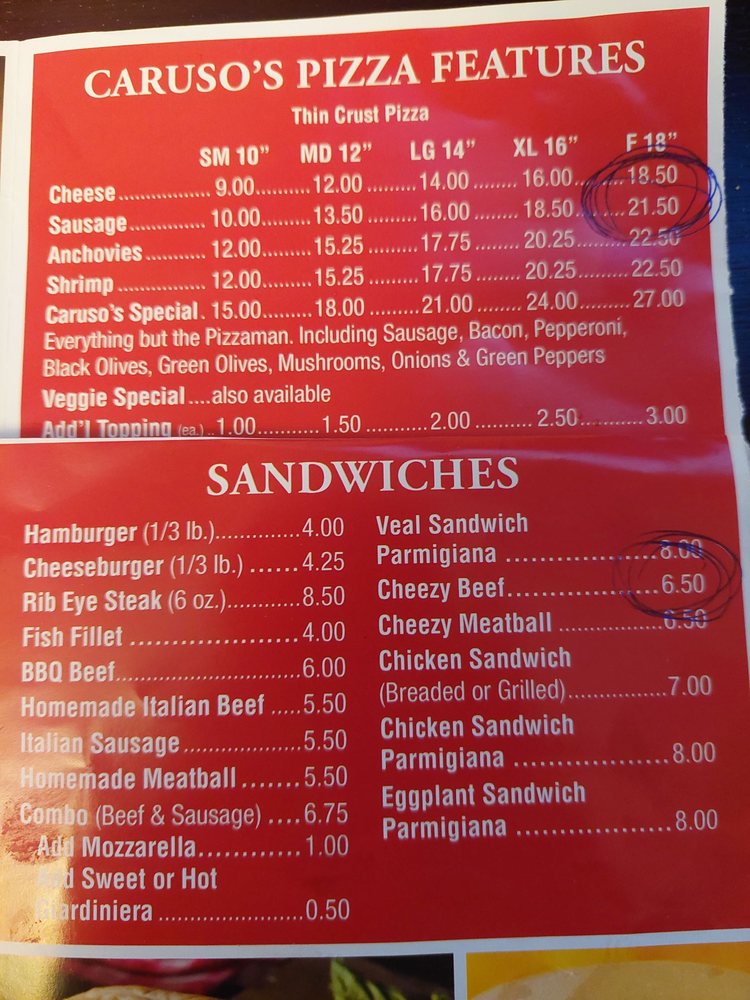 CARUSO'S PIZZA FEATURES
Thin Crust Pizza
SM 10" MD 12" LG 14" XL 16" F 18"
Cheese.............. 9.00..........12.00 .........14.00 ........ 16.00..........18.50
Sausage............. 10.00..........13.50 .........16.00 ........ 18.50.........21.50
Anchovies .......... 12.00..........15.25 .........17.75 ........ 20.25.........22.50
Shrimp ............... 12.00..........15.25 .........17.75 ........ 20.25.........22.50
Caruso's Special. 15.00..........18.00 .........21.00 ......... 24.00.........27.00
Everything but the Pizzaman. Including Sausage, Bacon, Pepperoni,
Black Olives, Green Olives, Mushrooms, Onions & Green Peppers
Veggie Special ....also available
Add'l Topping (ea.) ..1.00............1.50 ...........2.00 ........... 2.50...........3.00
SANDWICHES
Hamburger (1/3 lb.)..............4.00
Cheeseburger (1/3 lb.) ......4.25
Rib Eye Steak (6 oz.)............8.50
Fish Fillet ......................4.00
BBQ Beef..........................6.00
Homemade Italian Beef .....5.50
Italian Sausage.....................5.50
Homemade Meatball .......5.50
Combo (Beef & Sausage) ....6.75
Add Mozzarella............1.00
Add Sweet or Hot
Giardiniera .......................0.50
Veal Sandwich
Parmigiana ....................8.00
Cheezy Beef....................6.50
Cheezy Meatball ................6.50
Chicken Sandwich
(Breaded or Grilled)................7.00
Chicken Sandwich
Parmigiana ....................8.00
Eggplant Sandwich
Parmigiana ....................8.00